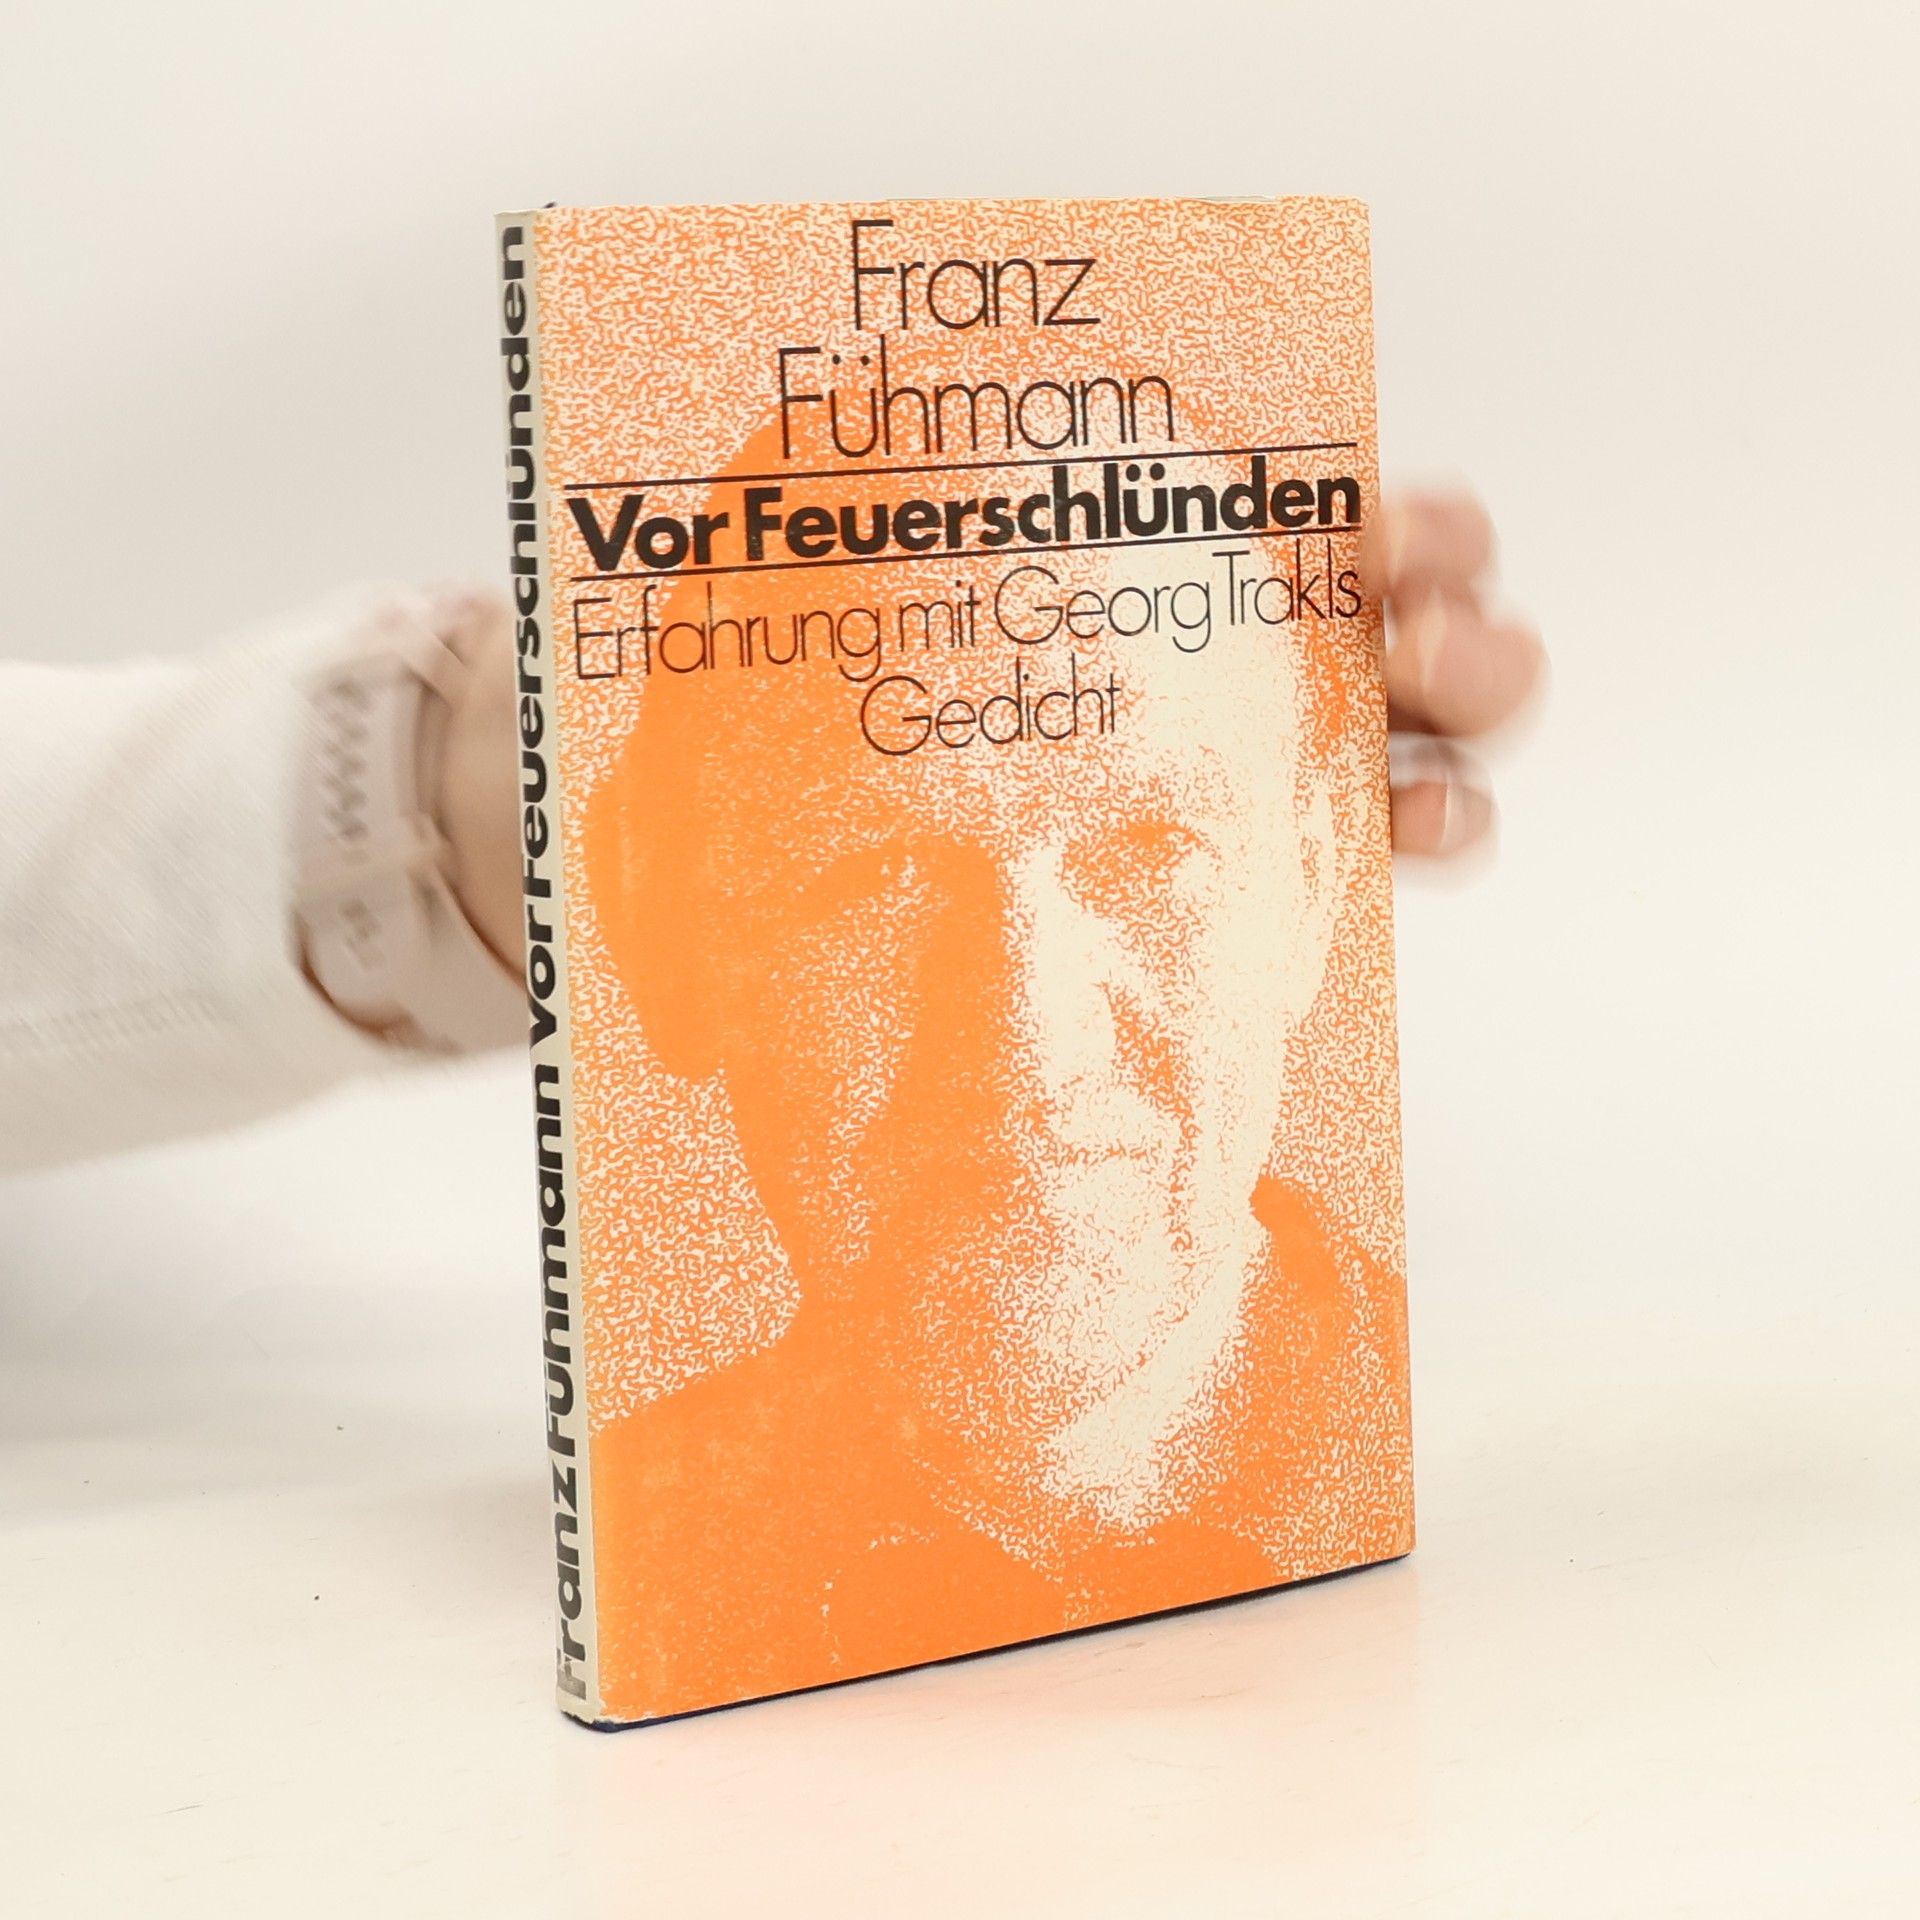 Franz
Fühmann
Vor Feuerschlünden
Erfahrung mit Georg Trakls
Gedicht
Franz Fühmann Vor Feuerschlünden